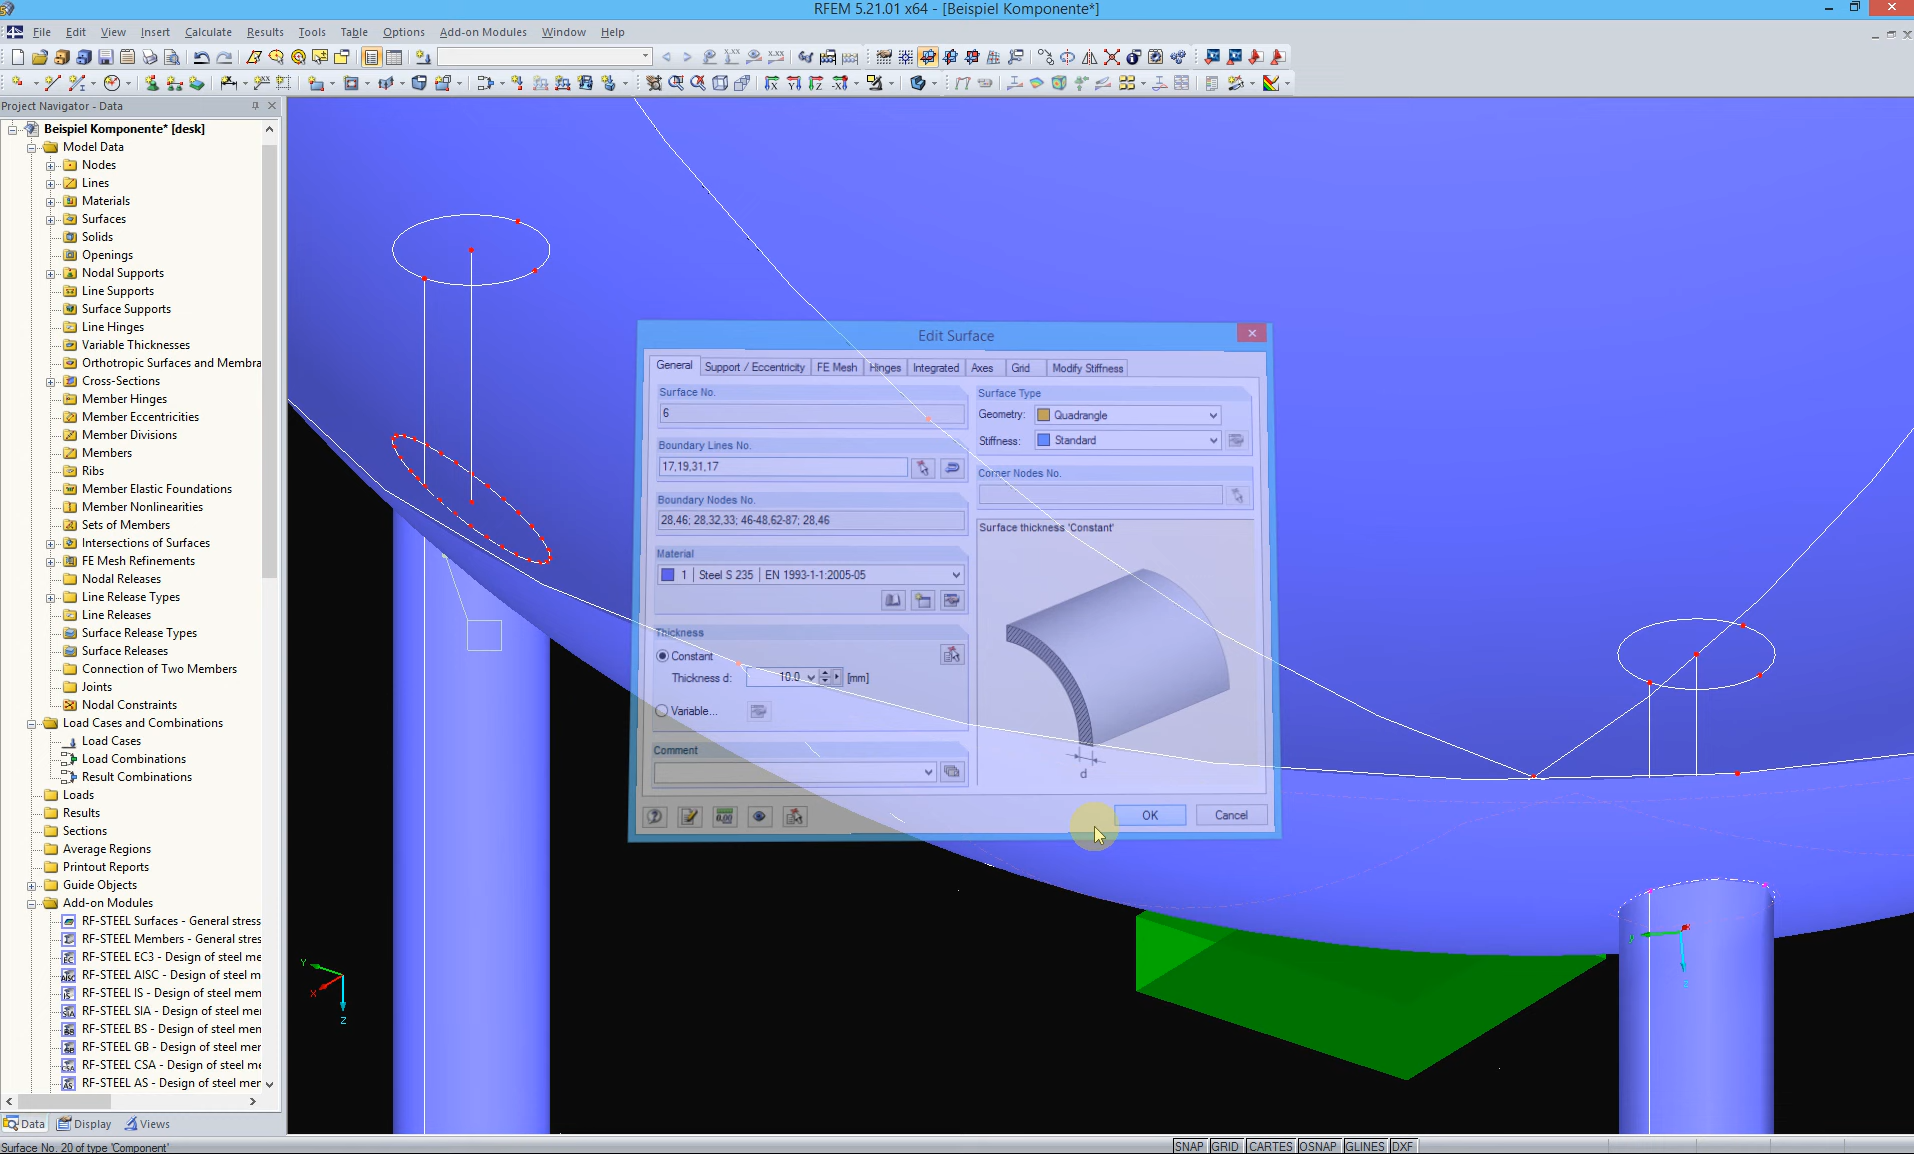 RFEM 5.21.01 x64 - [Beispiel Komponente*]
File Edit View Insert Calculate Results Tools Table Options Add-on Modules Window Help
Project Navigator - Data
Beispiel Komponente* [desk]
Model Data
Nodes
Lines
Materials
Surfaces
Solids
Openings
Nodal Supports
Line Supports
Surface Supports
Line Hinges
Variable Thicknesses
Orthotropic Surfaces and Membra
Cross-Sections
Member Hinges
Member Eccentricities
Member Divisions
Members
Ribs
Member Elastic Foundations
Member Nonlinearities
Sets of Members
Intersections of Surfaces
FE Mesh Refinements
Nodal Releases
Line Release Types
Line Releases
Surface Release Types
Surface Releases
Connection of Two Members
Joints
Nodal Constraints
Load Cases and Combinations
Load Cases
Load Combinations
Result Combinations
Loads
Results
Sections
Average Regions
Printout Reports
Guide Objects
Add-on Modules
RF-STEEL Surfaces - General stress
RF-STEEL Members - General stres
RF-STEEL EC3 - Design of steel me
RF-STEEL AISC - Design of steel m
RF-STEEL IS - Design of steel mem
RF-STEEL SIA - Design of steel me
RF-STEEL BS - Design of steel mer
RF-STEEL GB - Design of steel mer
RF-STEEL CSA - Design of steel me
RF-STEEL AS - Design of steel mer
Data Display Views
Surface No. 20 of type 'Component'
Edit Surface
General Support / Eccentricity FE Mesh Hinges Integrated Axes Grid Modify Stiffness
Surface No.
6
Boundary Lines No.
17,19,31,17
Boundary Nodes No.
28,46; 28,32,33; 46-48,62-87; 28,46
Material
1 Steel S 235 EN 1993-1-1:2005-05
Thickness
Constant
Thickness d: 10.0 [mm]
Variable...
Comment
Surface Type
Geometry: Quadrangle
Stiffness: Standard
Corner Nodes No.
Surface thickness 'Constant'
d
OK Cancel
Y
X
Z
SNAP GRID CARTES OSNAP GLINES DXF